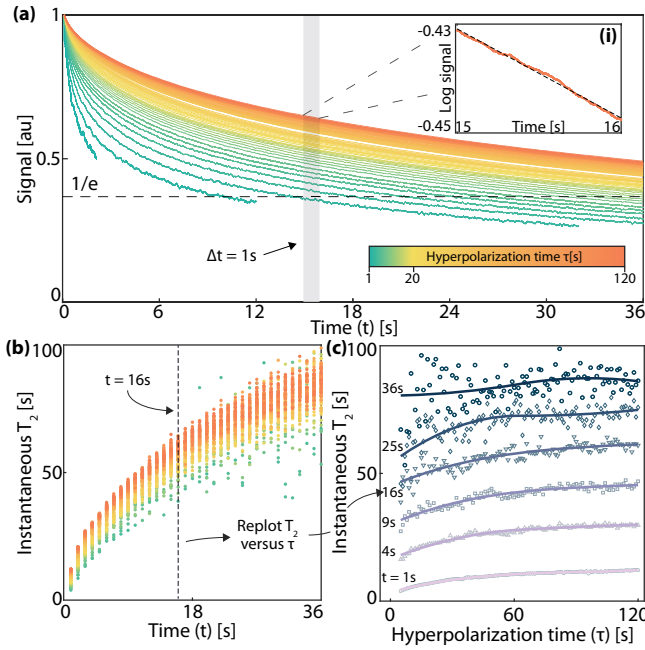 (a)
1
0.5
0
1/e
Signal [au]
0
6
12
18
24
30
36
Time (t) [s]
Δt = 1s
Hyperpolarization time τ[s]
1
20
120
(i)
-0.43
-0.45
Log signal
15
Time [s]
16
(b)
100
50
0
Instantaneous T₂ [s]
t = 16s
Replot T₂
versus τ
0
18
36
Time (t) [s]
(c)
100
50
0
Instantaneous T₂ [s]
36s
25s
16s
9s
4s
t = 1s
0
60
120
Hyperpolarization time (τ) [s]